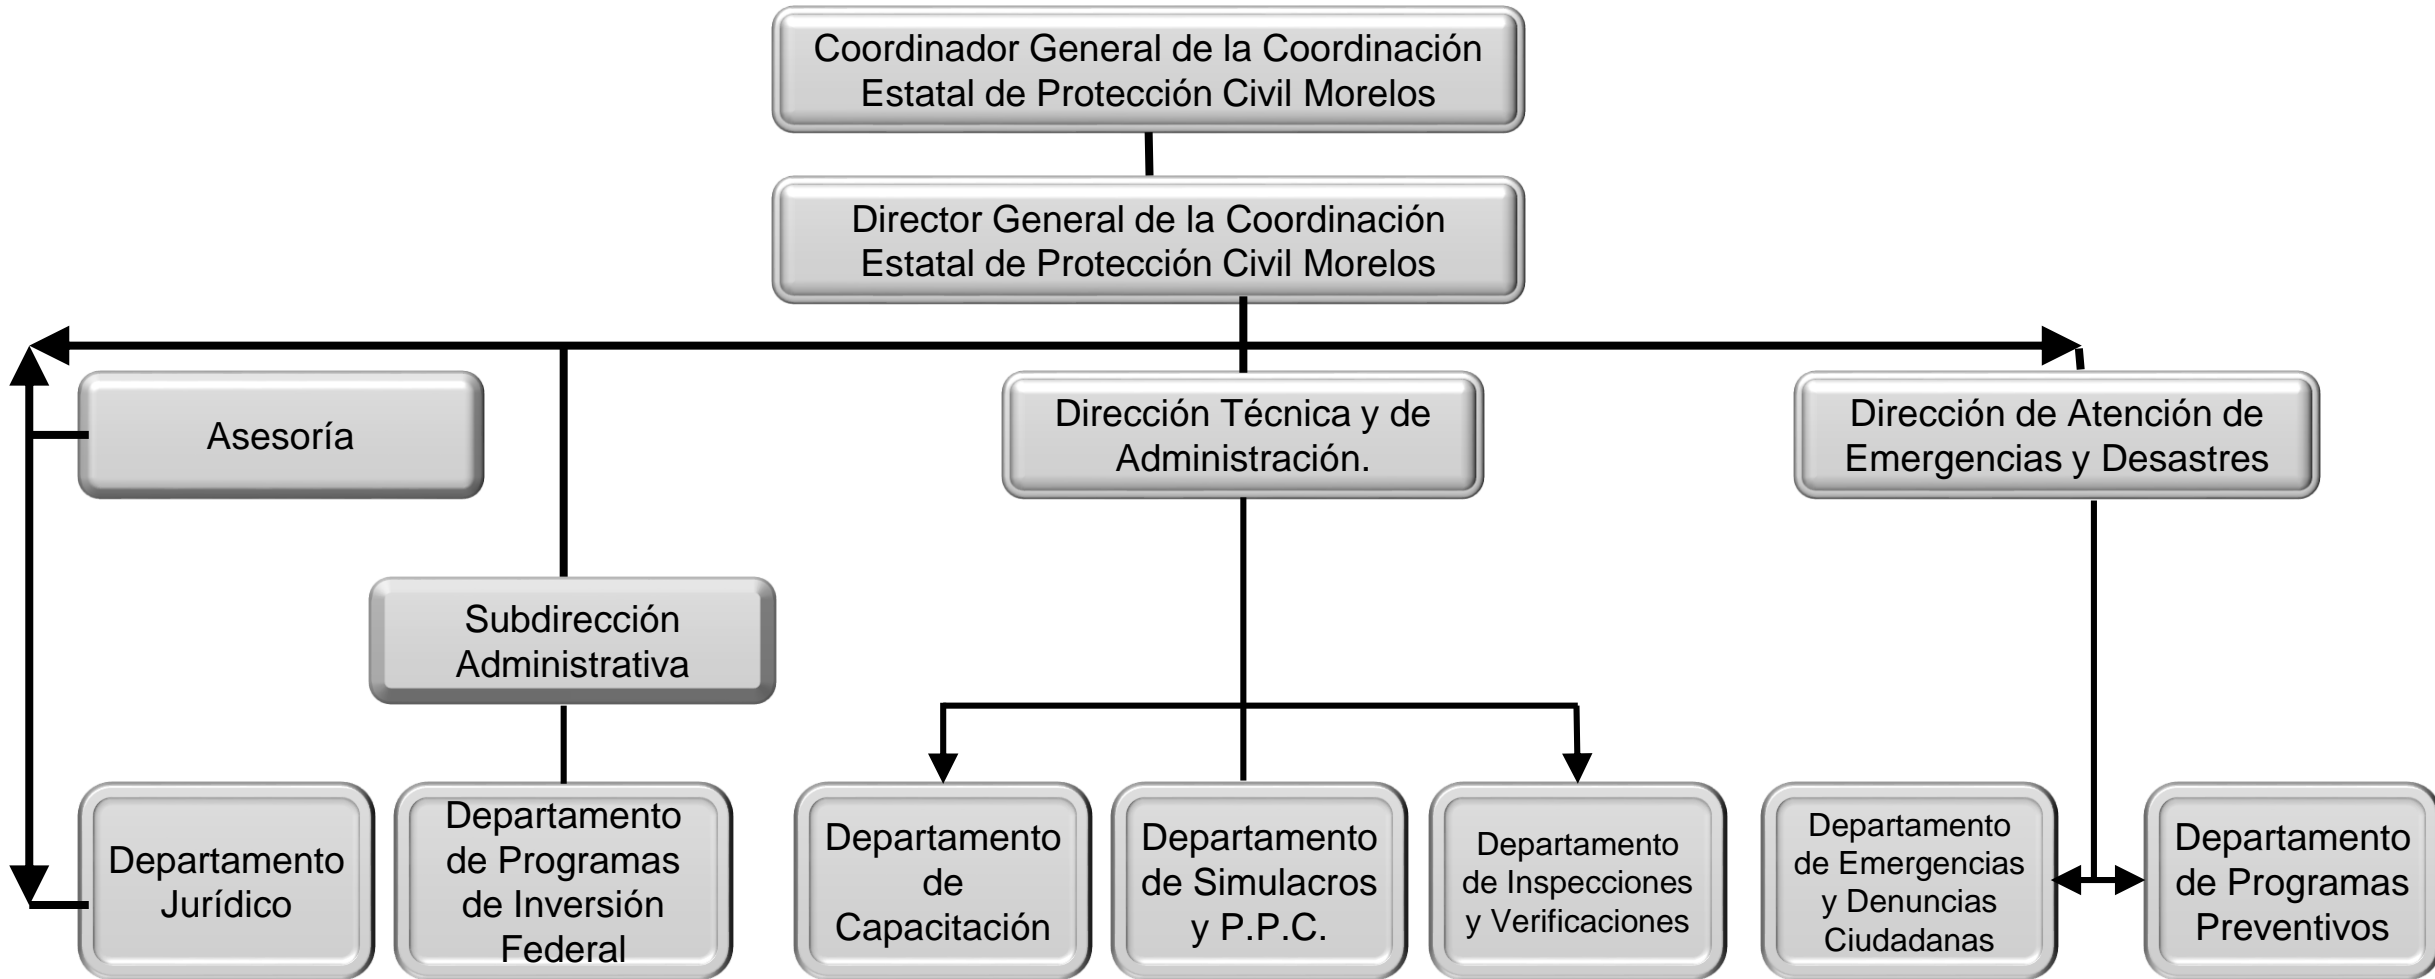 Coordinador General de la Coordinación
Estatal de Protección Civil Morelos
Director General de la Coordinación
Estatal de Protección Civil Morelos
Asesoría
Dirección Técnica y de
Administración.
Dirección de Atención de
Emergencias y Desastres
Subdirección
Administrativa
Departamento
Jurídico
Departamento
de Programas
de Inversión
Federal
Departamento
de
Capacitación
Departamento
de Simulacros
y P.P.C.
Departamento
de Inspecciones
y Verificaciones
Departamento
de Emergencias
y Denuncias
Ciudadanas
Departamento
de Programas
Preventivos